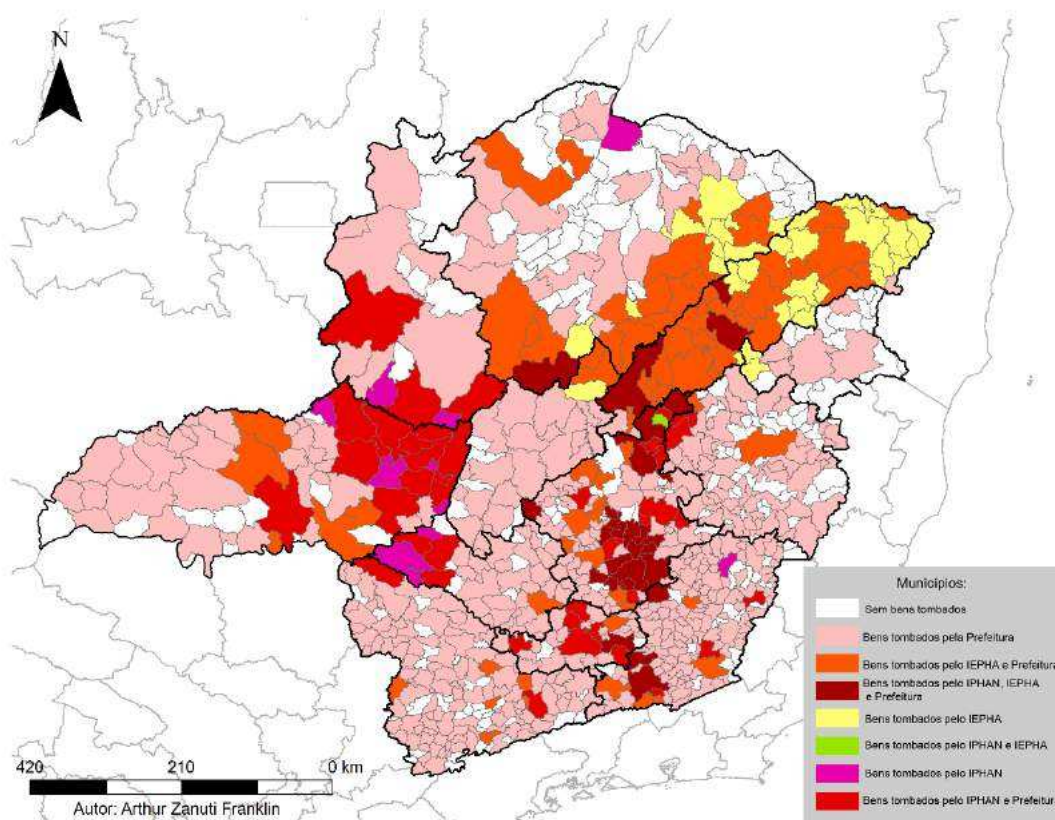 N
Municípios:
Sem bens tombados
Bens tombados pela Prefeitura
Bens tombados pelo IEPHA e Prefeitura
Bens tombados pelo IPHAN, IEPHA
e Prefeitura
Bens tombados pelo IEPHA
Bens tombados pelo IPHAN e IEPHA
Bens tombados pelo IPHAN
Bens tombados pelo IPHAN e Prefeitura
420 210 0 km
Autor: Arthur Zanuti Franklin